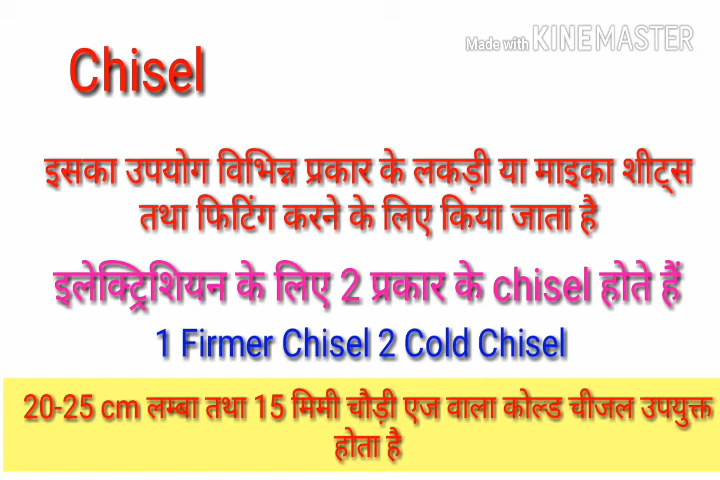 Made with KINEMASTER
Chisel
इसका उपयोग विभिन्न प्रकार के लकड़ी या माइका शीट्स
तथा फिटिंग करने के लिए किया जाता है
इलेक्ट्रिशियन के लिए 2 प्रकार के chisel होते हैं
1 Firmer Chisel 2 Cold Chisel
20-25 cm लम्बा तथा 15 मिमी चौड़ी एज वाला कोल्ड चीजल उपयुक्त
होता है